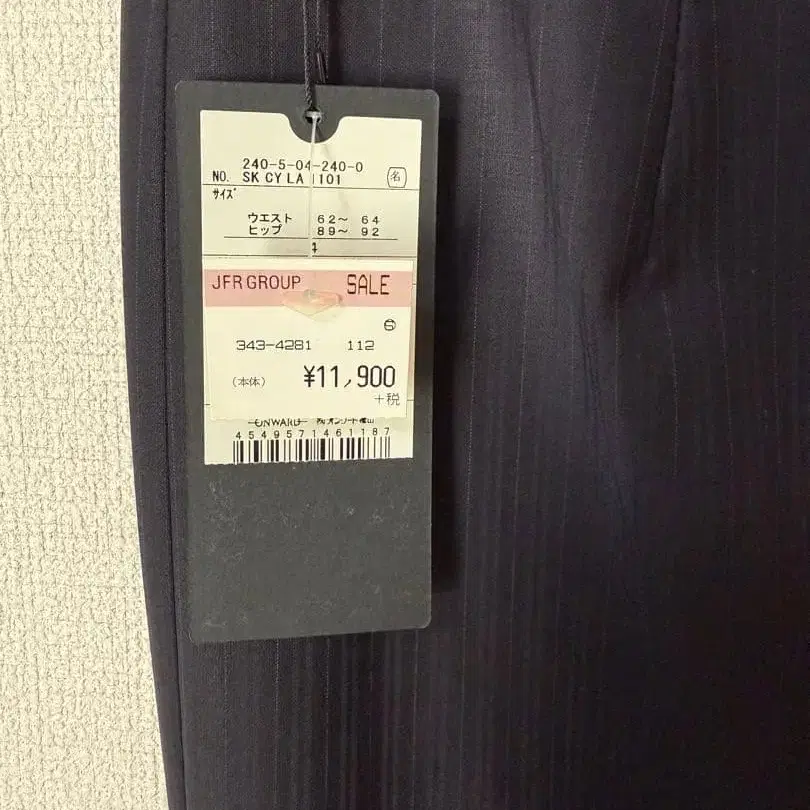 240-5-04-240-0
NO. SK CY LA 1101 名
ｻｲｽﾞ
ウエスト 62～ 64
ヒップ 89～ 92
JFR GROUP SALE
6
343-4281 112
(本体) ¥11,900
+税
ONWARD
4549571461187